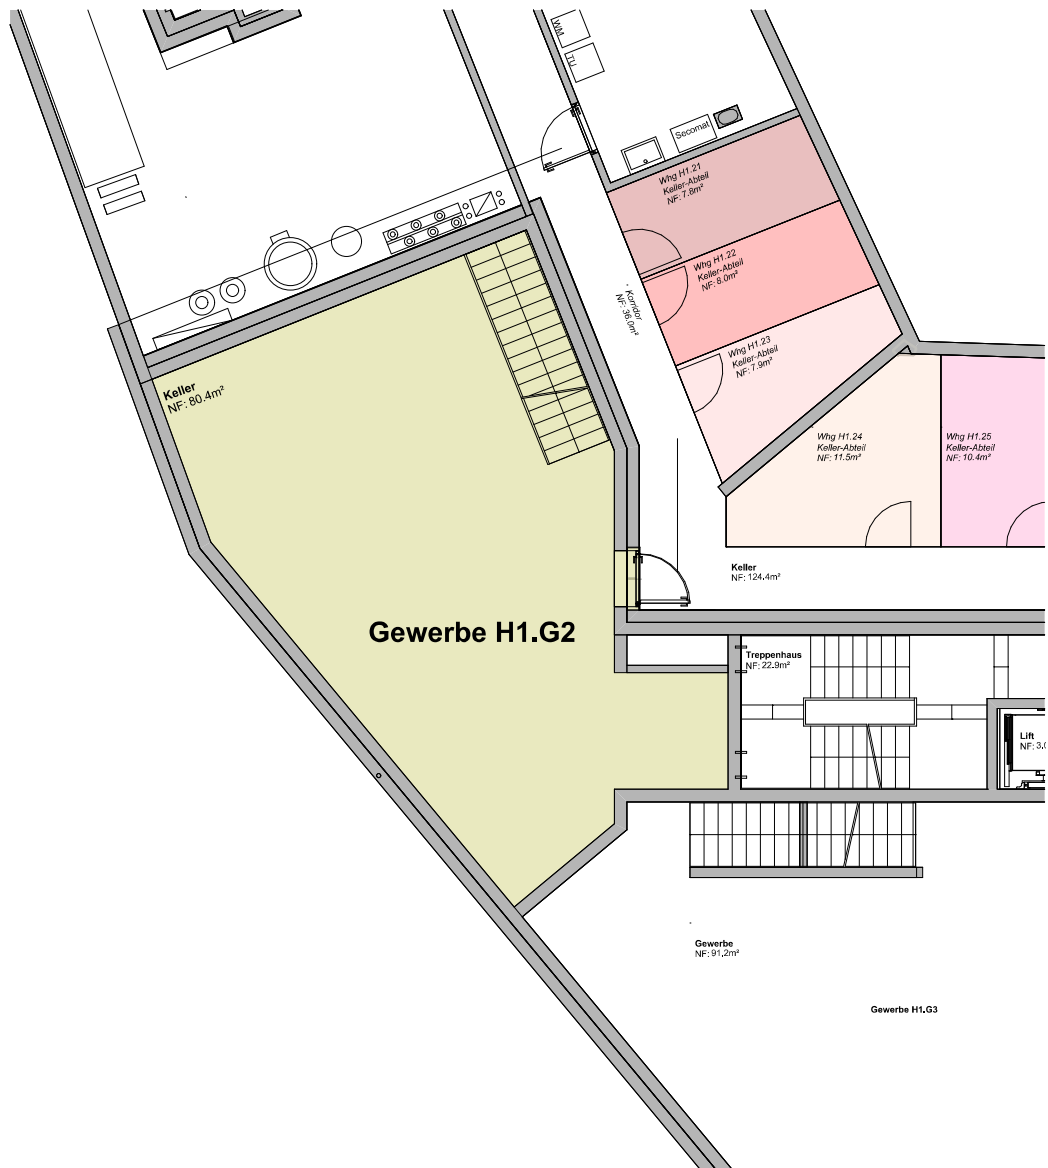 WM
TU
Secomat
Whg H1.21
Keller-Abteil
NF: 7.8m²
Whg H1.22
Keller-Abteil
NF: 8.0m²
Korridor
NF: 36.0m²
Whg H1.23
Keller-Abteil
NF: 7.9m²
Keller
NF: 80.4m²
Whg H1.24
Keller-Abteil
NF: 11.5m²
Whg H1.25
Keller-Abteil
NF: 10.4m²
Keller
NF: 124.4m²
Gewerbe H1.G2
Treppenhaus
NF: 22.9m²
Lift
NF: 3.0
Gewerbe
NF: 91.2m²
Gewerbe H1.G3